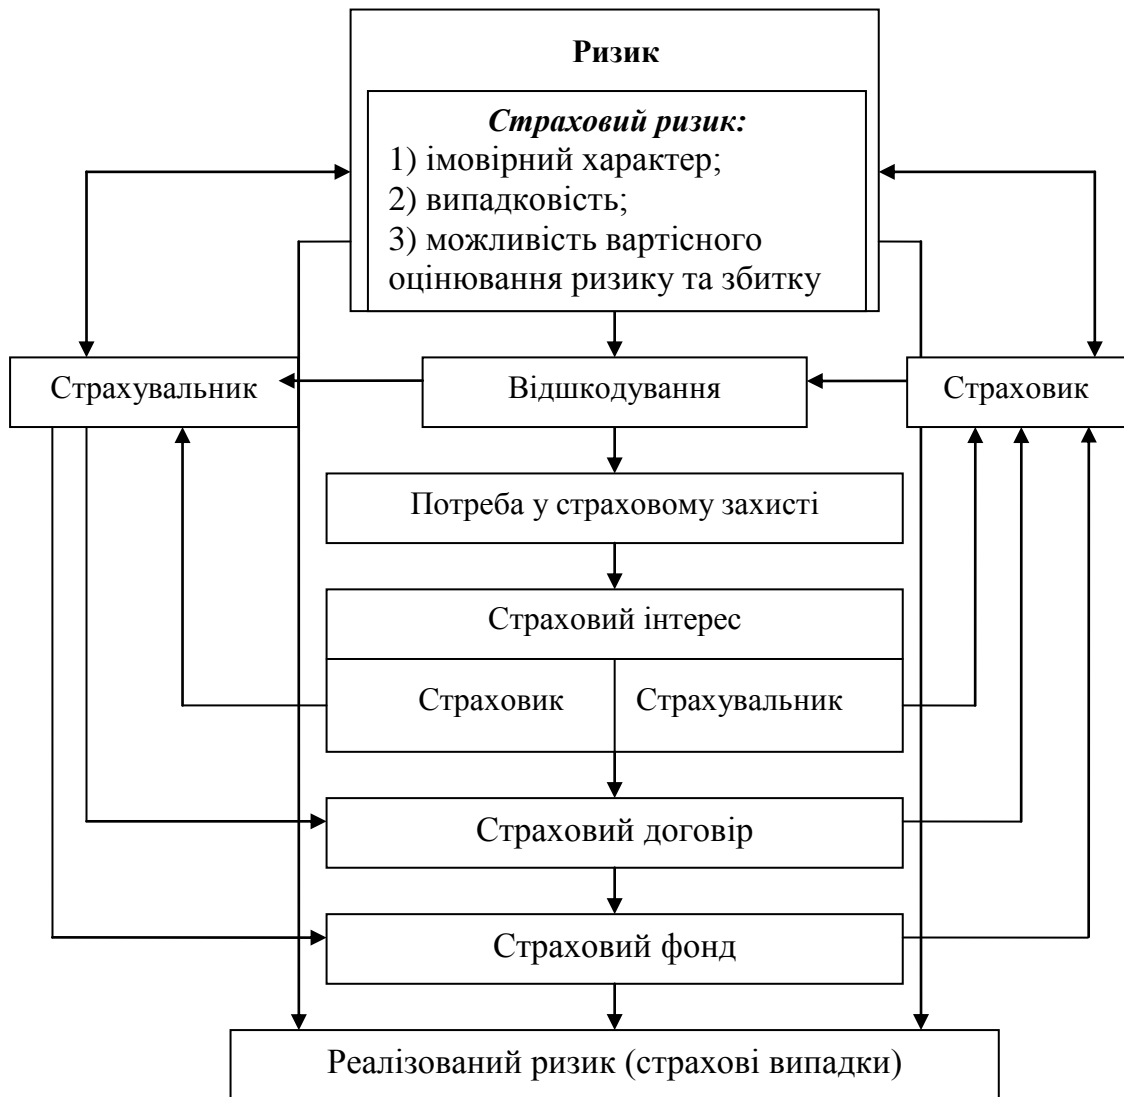 Ризик
Страховий ризик:
1) імовірний характер;
2) випадковість;
3) можливість вартісного
оцінювання ризику та збитку
Страхувальник
Відшкодування
Страховик
Потреба у страховому захисті
Страховий інтерес
Страховик
Страхувальник
Страховий договір
Страховий фонд
Реалізований ризик (страхові випадки)